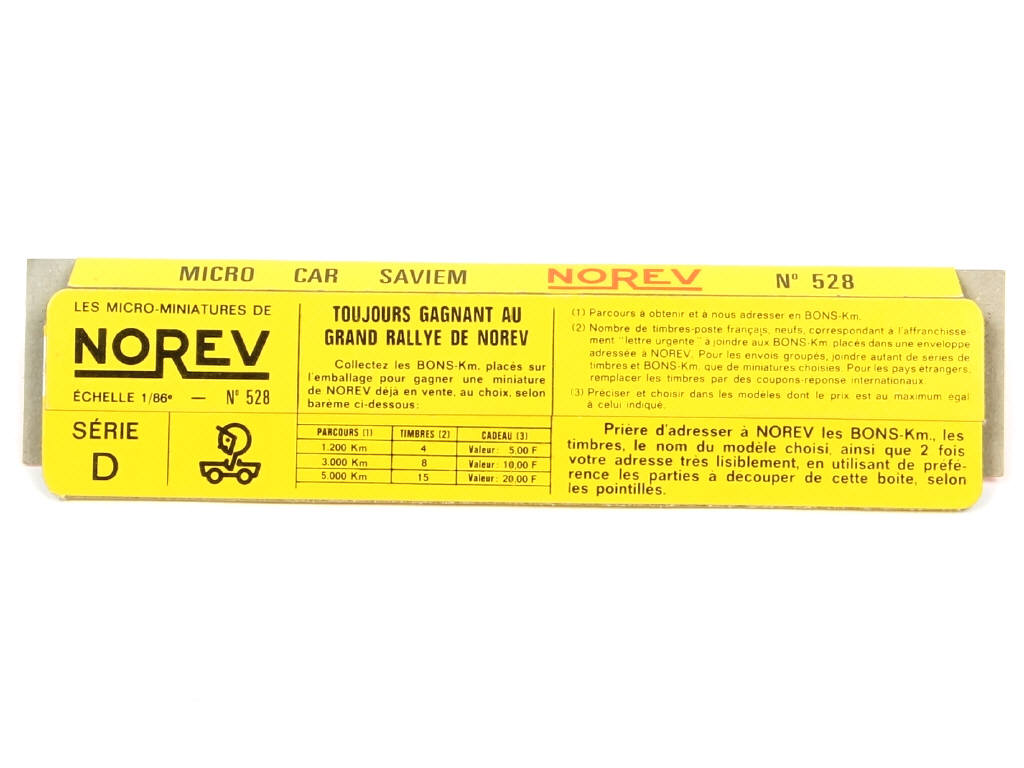 MICRO CAR SAVIEM NOREV N° 528
LES MICRO-MINIATURES DE
NOREV
ÉCHELLE 1/86e — N° 528
SÉRIE
D
TOUJOURS GAGNANT AU
GRAND RALLYE DE NOREV
Collectez les BONS-Km. placés sur
l'emballage pour gagner une miniature
de NOREV déjà en vente, au choix, selon
barème ci-dessous:
PARCOURS (1) TIMBRES (2) CADEAU (3)
1.200 Km 4 Valeur: 5,00 F
3.000 Km 8 Valeur: 10,00 F
5.000 Km 15 Valeur: 20,00 F
(1) Parcours à obtenir et à nous adresser en BONS-Km.
(2) Nombre de timbres-poste français, neufs, correspondant à l'affranchisse-
ment "lettre urgente" à joindre aux BONS-Km. placés dans une enveloppe
adressée à NOREV. Pour les envois groupés, joindre autant de series de
timbres et BONS-Km. que de miniatures choisies. Pour les pays etrangers,
remplacer les timbres par des coupons-reponse internationaux.
(3) Préciser et choisir dans les modèles dont le prix est au maximum égal
à celui indiqué.
Prière d'adresser à NOREV les BONS-Km., les
timbres, le nom du modèle choisi, ainsi que 2 fois
votre adresse très lisiblement, en utilisant de préfé-
rence les parties à decouper de cette boite, selon
les pointillés.